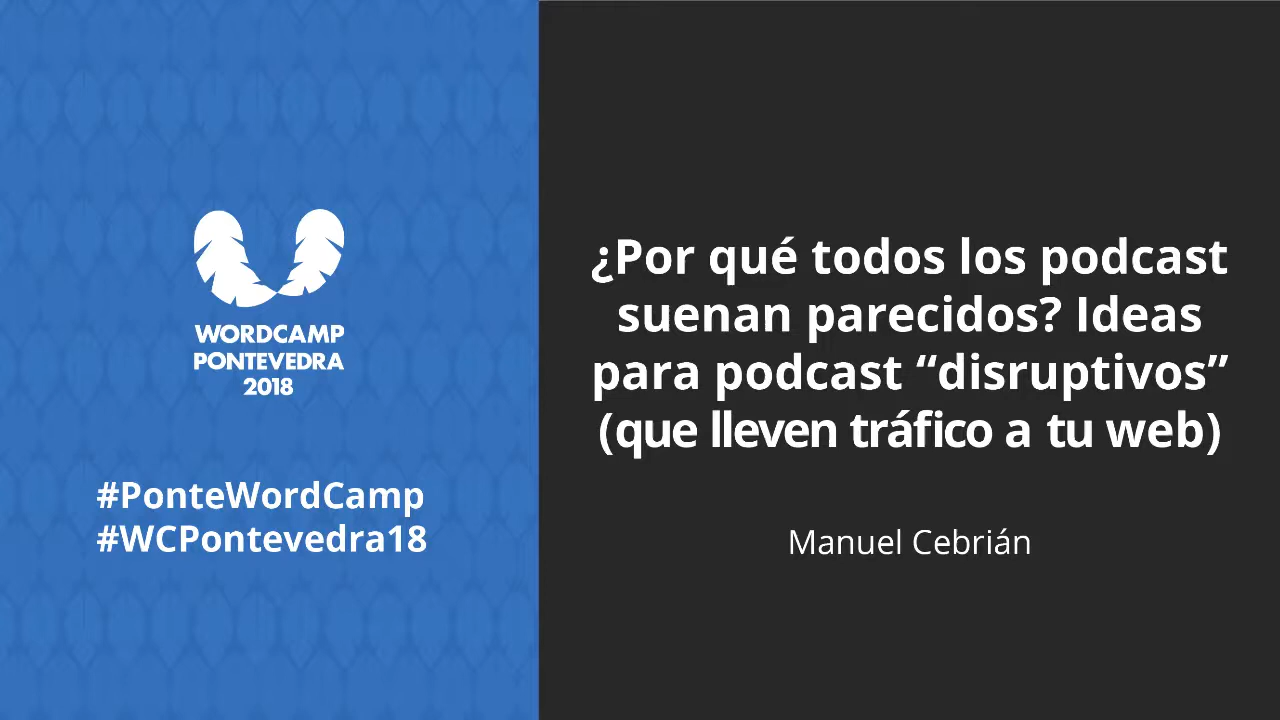 WORDCAMP
PONTEVEDRA
2018
#PonteWordCamp
#WCPontevedra18
¿Por qué todos los podcast
suenan parecidos? Ideas
para podcast “disruptivos”
(que lleven tráfico a tu web)
Manuel Cebrián